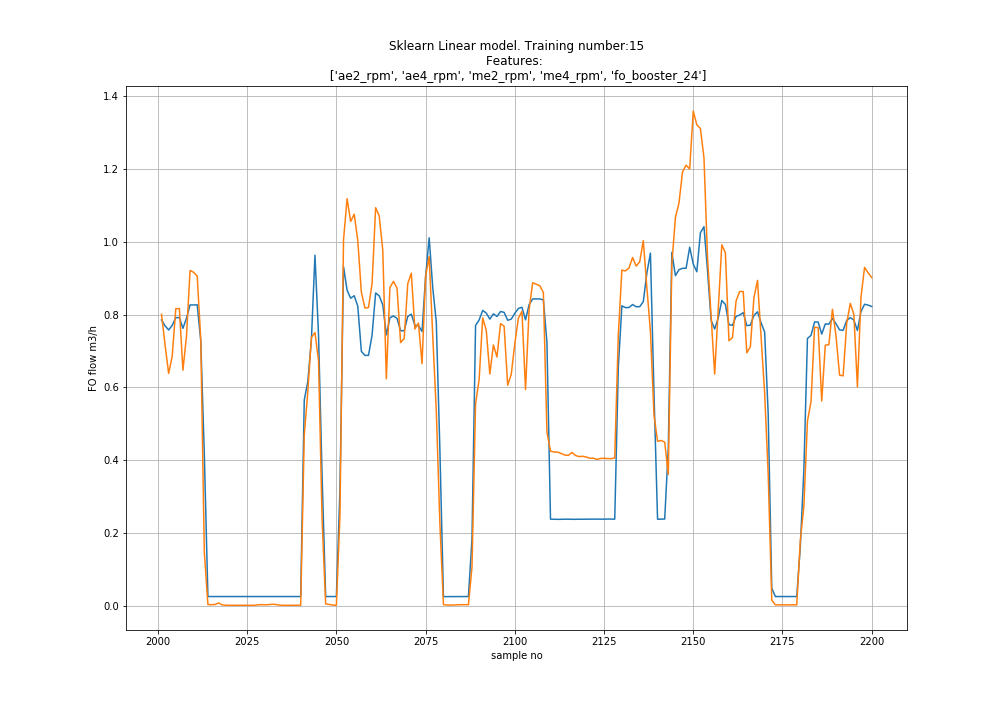 Sklearn Linear model. Training number:15
Features:
['ae2_rpm', 'ae4_rpm', 'me2_rpm', 'me4_rpm', 'fo_booster_24']
1.4
1.2
1.0
0.8
0.6
0.4
0.2
0.0
FO flow m3/h
2000 2025 2050 2075 2100 2125 2150 2175 2200
sample no